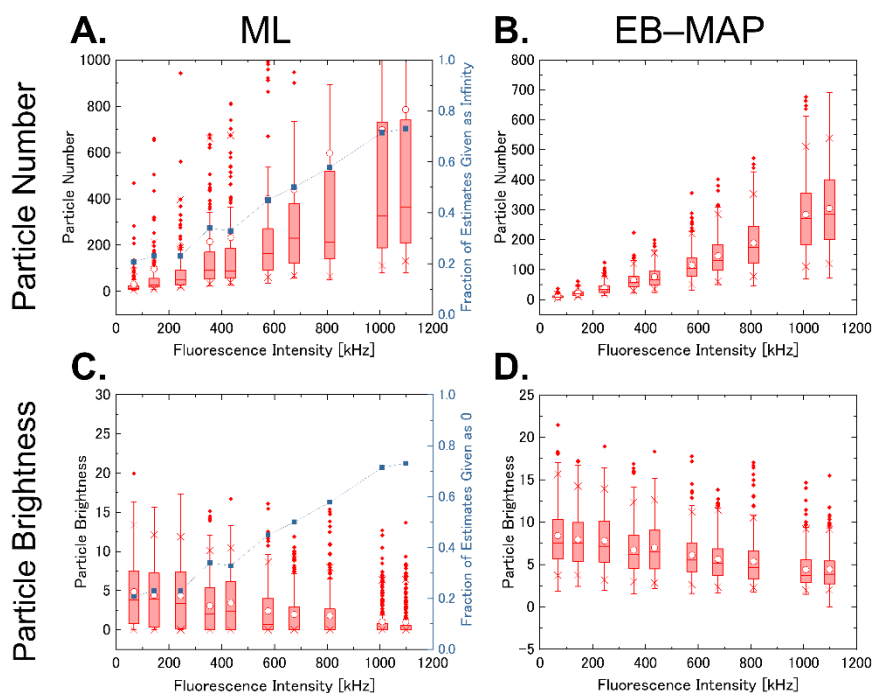 ML
EB–MAP
Particle Number
Particle Brightness
A.
1000
800
600
400
200
0
Particle Number
1.0
0.8
0.6
0.4
0.2
0.0
Fraction of Estimates Given as Infinity
0 200 400 600 800 1000 1200
Fluorescence Intensity [kHz]
B.
800
700
600
500
400
300
200
100
0
Particle Number
0 200 400 600 800 1000 1200
Fluorescence Intensity [kHz]
C.
30
25
20
15
10
5
0
Particle Brightness
1.0
0.8
0.6
0.4
0.2
0.0
Fraction of Estimates Given as 0
0 200 400 600 800 1000 1200
Fluorescence Intensity [kHz]
D.
25
20
15
10
5
0
−5
Particle Brightness
0 200 400 600 800 1000 1200
Fluorescence Intensity [kHz]